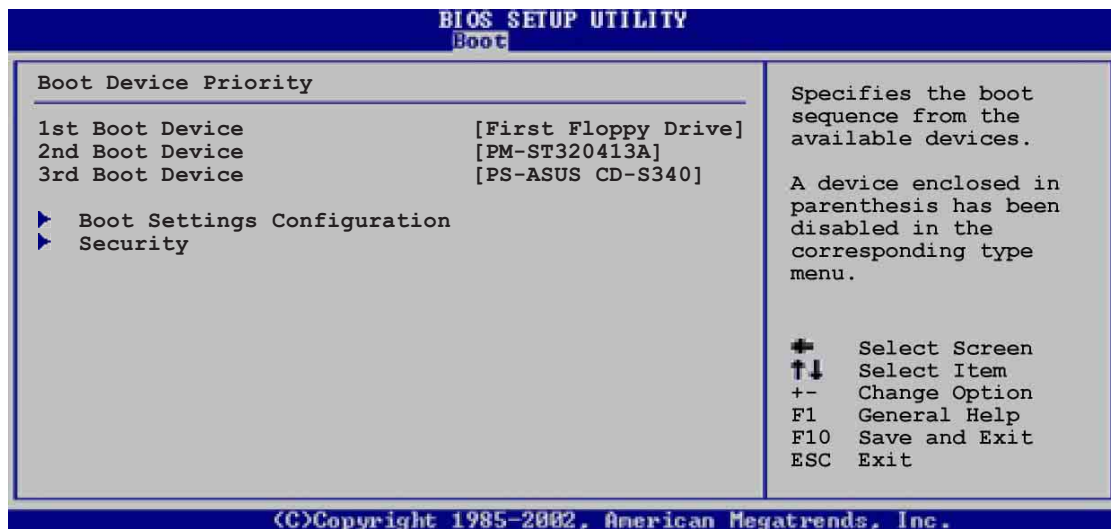 BIOS SETUP UTILITY
Boot
Boot Device Priority
1st Boot Device [First Floppy Drive]
2nd Boot Device [PM-ST320413A]
3rd Boot Device [PS-ASUS CD-S340]
Boot Settings Configuration
Security
Specifies the boot
sequence from the
available devices.
A device enclosed in
parenthesis has been
disabled in the
corresponding type
menu.
Select Screen
↑↓ Select Item
+- Change Option
F1 General Help
F10 Save and Exit
ESC Exit
(C)Copyright 1985-2002, American Megatrends, Inc.